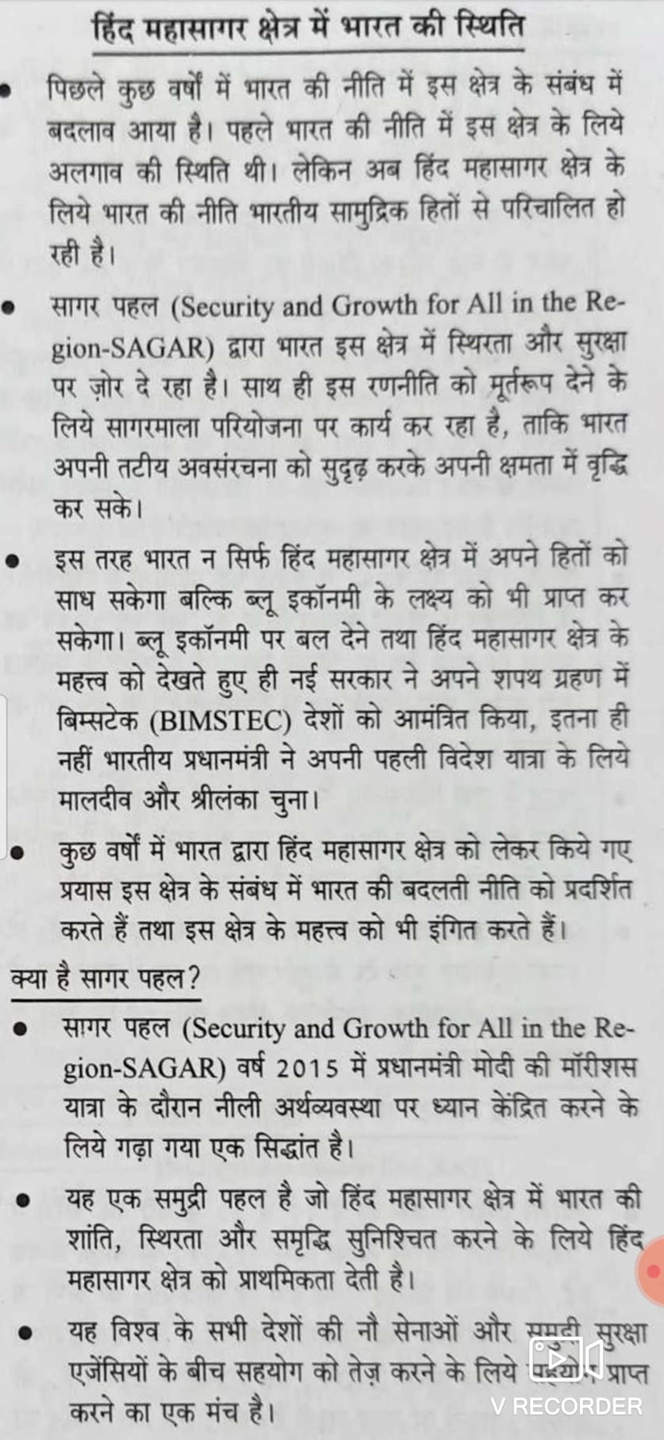 हिंद महासागर क्षेत्र में भारत की स्थिति
• पिछले कुछ वर्षों में भारत की नीति में इस क्षेत्र के संबंध में
बदलाव आया है। पहले भारत की नीति में इस क्षेत्र के लिये
अलगाव की स्थिति थी। लेकिन अब हिंद महासागर क्षेत्र के
लिये भारत की नीति भारतीय सामुद्रिक हितों से परिचालित हो
रही है।
• सागर पहल (Security and Growth for All in the Re-
gion-SAGAR) द्वारा भारत इस क्षेत्र में स्थिरता और सुरक्षा
पर ज़ोर दे रहा है। साथ ही इस रणनीति को मूर्तरूप देने के
लिये सागरमाला परियोजना पर कार्य कर रहा है, ताकि भारत
अपनी तटीय अवसंरचना को सुदृढ़ करके अपनी क्षमता में वृद्धि
कर सके।
• इस तरह भारत न सिर्फ हिंद महासागर क्षेत्र में अपने हितों को
साध सकेगा बल्कि ब्लू इकॉनमी के लक्ष्य को भी प्राप्त कर
सकेगा। ब्लू इकॉनमी पर बल देने तथा हिंद महासागर क्षेत्र के
महत्त्व को देखते हुए ही नई सरकार ने अपने शपथ ग्रहण में
बिम्सटेक (BIMSTEC) देशों को आमंत्रित किया, इतना ही
नहीं भारतीय प्रधानमंत्री ने अपनी पहली विदेश यात्रा के लिये
मालदीव और श्रीलंका चुना।
• कुछ वर्षों में भारत द्वारा हिंद महासागर क्षेत्र को लेकर किये गए
प्रयास इस क्षेत्र के संबंध में भारत की बदलती नीति को प्रदर्शित
करते हैं तथा इस क्षेत्र के महत्त्व को भी इंगित करते हैं।
क्या है सागर पहल?
• सागर पहल (Security and Growth for All in the Re-
gion-SAGAR) वर्ष 2015 में प्रधानमंत्री मोदी की मॉरीशस
यात्रा के दौरान नीली अर्थव्यवस्था पर ध्यान केंद्रित करने के
लिये गढ़ा गया एक सिद्धांत है।
• यह एक समुद्री पहल है जो हिंद महासागर क्षेत्र में भारत की
शांति, स्थिरता और समृद्धि सुनिश्चित करने के लिये हिंद
महासागर क्षेत्र को प्राथमिकता देती है।
• यह विश्व के सभी देशों की नौ सेनाओं और समुद्री सुरक्षा
एजेंसियों के बीच सहयोग को तेज़ करने के लिये प्राप्त
करने का एक मंच है।
V RECORDER